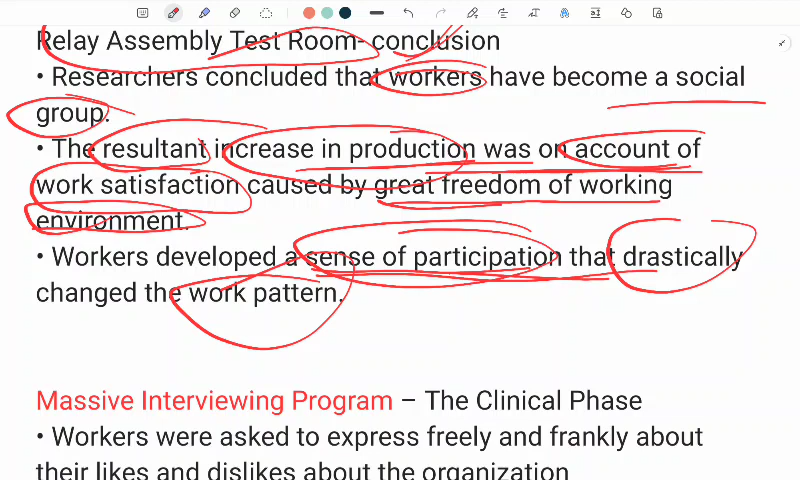 Relay Assembly Test Room- conclusion
• Researchers concluded that workers have become a social
group.
• The resultant increase in production was on account of
work satisfaction caused by great freedom of working
environment.
• Workers developed a sense of participation that drastically
changed the work pattern.
Massive Interviewing Program – The Clinical Phase
• Workers were asked to express freely and frankly about
their likes and dislikes about the organization